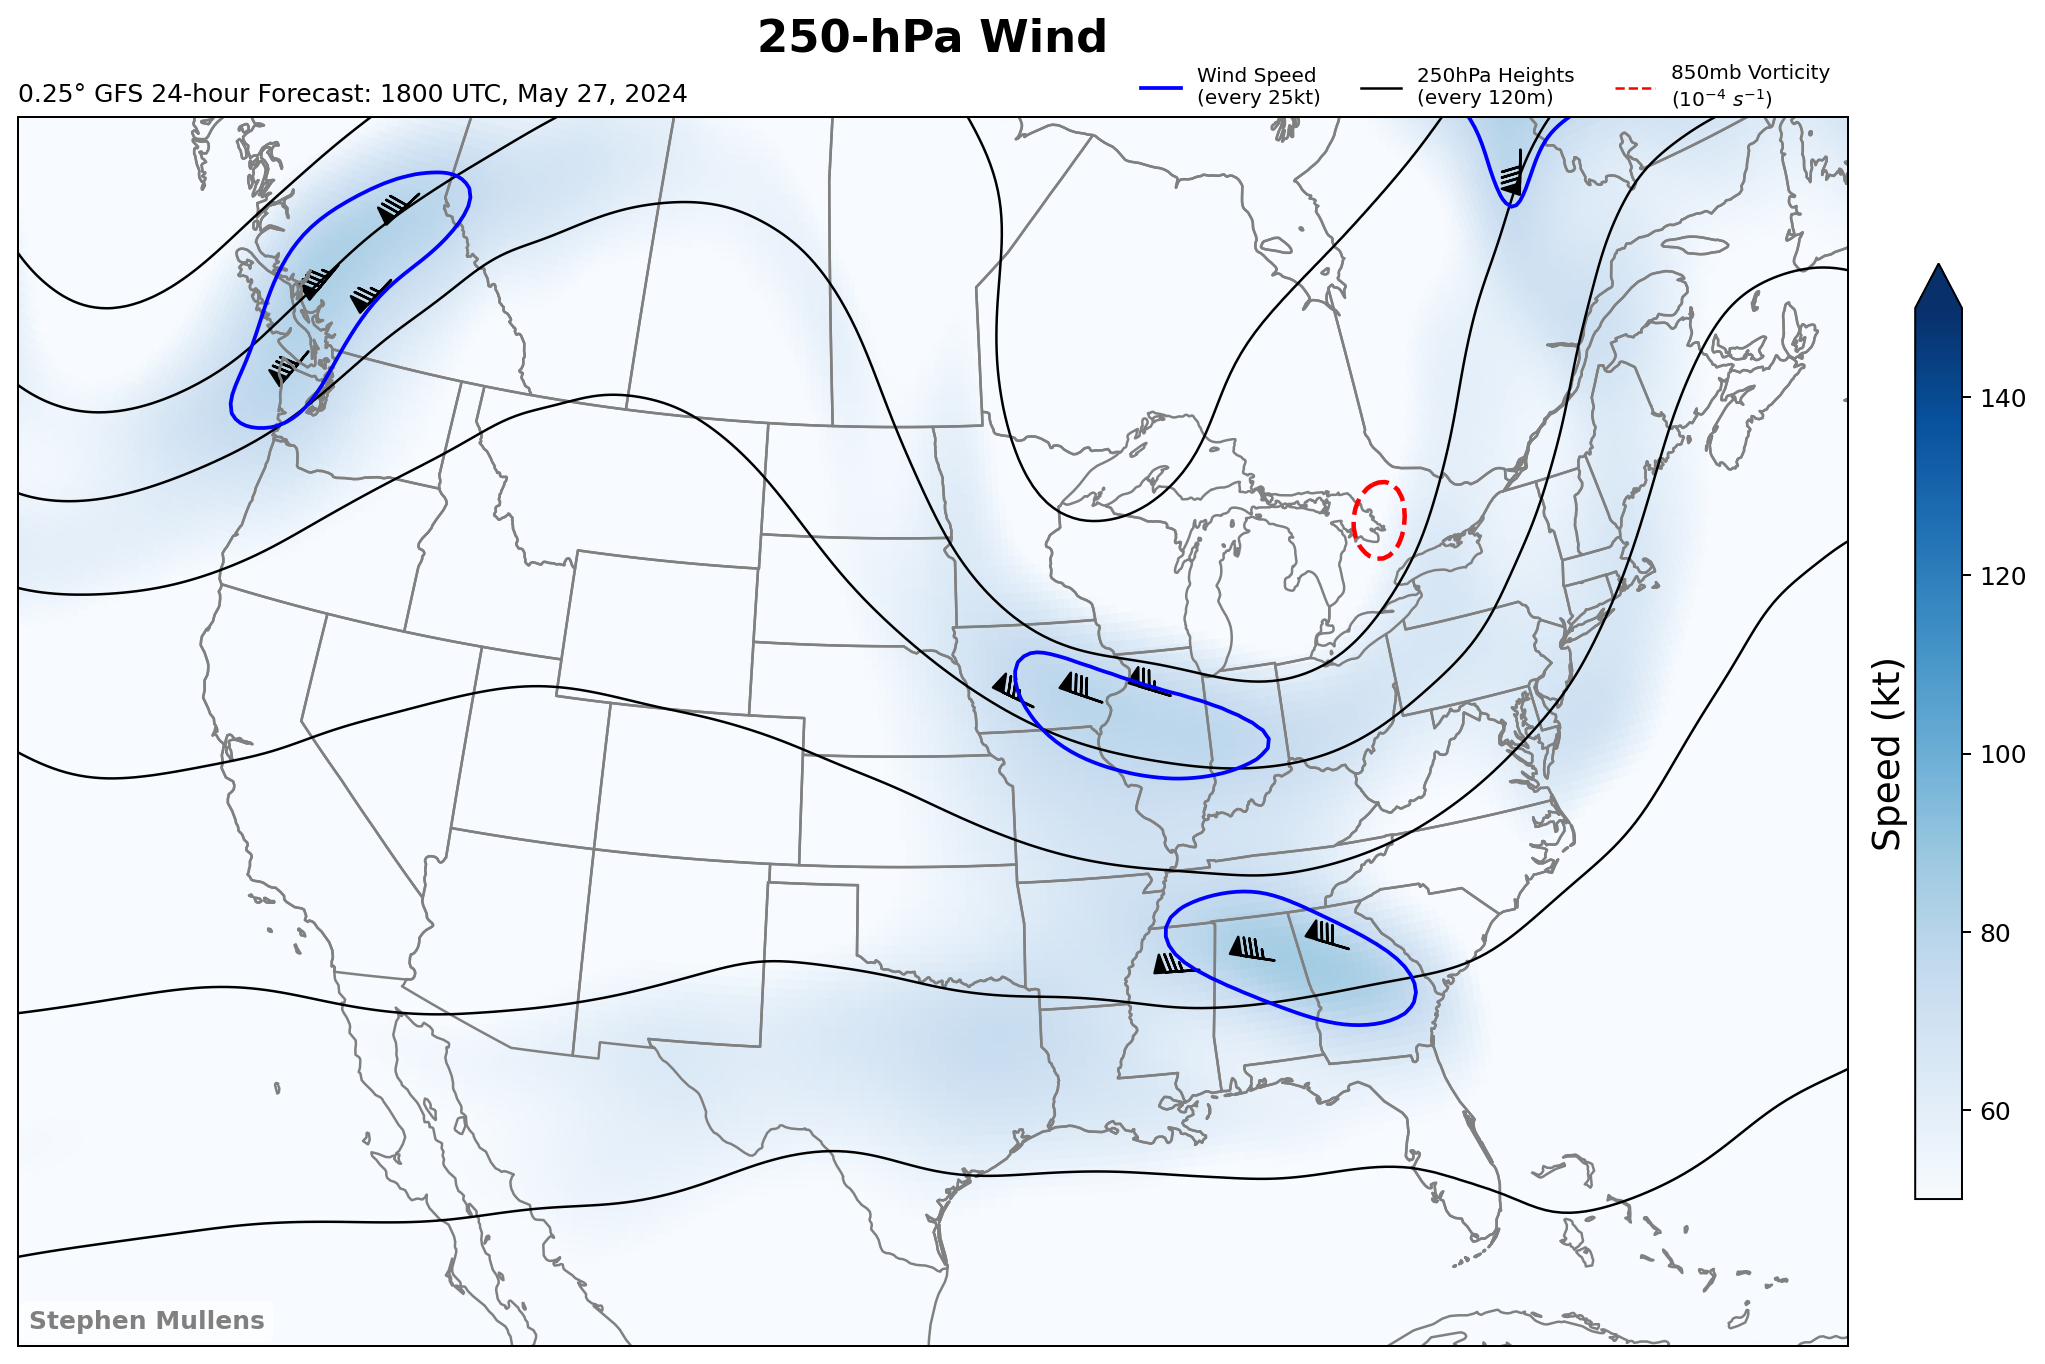 250-hPa Wind
0.25° GFS 24-hour Forecast: 1800 UTC, May 27, 2024
Wind Speed
(every 25kt)
250hPa Heights
(every 120m)
850mb Vorticity
(10⁻⁴ s⁻¹)
140
120
100
80
60
Speed (kt)
Stephen Mullens